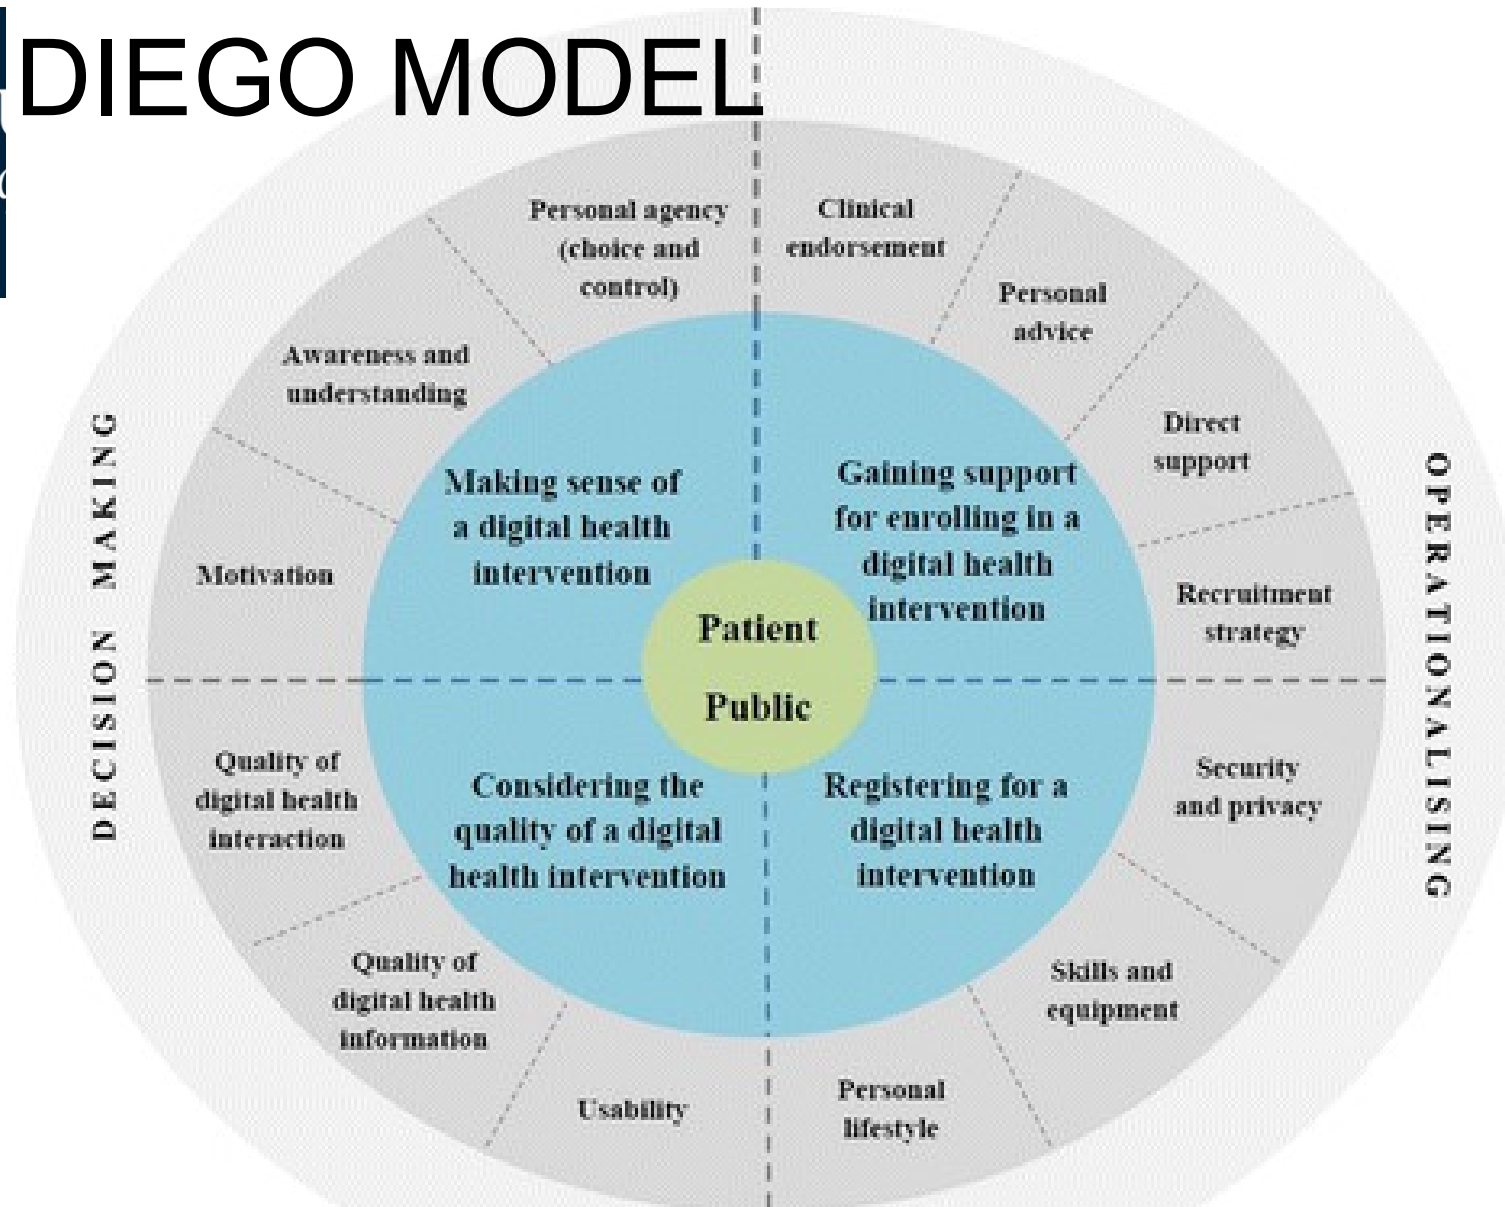 DIEGO MODEL
Personal agency
(choice and
control)
Clinical
endorsement
Personal
advice
Awareness and
understanding
Direct
support
Motivation
Recruitment
strategy
DECISION MAKING
OPERATIONALISING
Making sense of
a digital health
intervention
Gaining support
for enrolling in a
digital health
intervention
Patient
Public
Considering the
quality of a digital
health intervention
Registering for a
digital health
intervention
Quality of
digital health
interaction
Security
and privacy
Quality of
digital health
information
Skills and
equipment
Usability
Personal
lifestyle